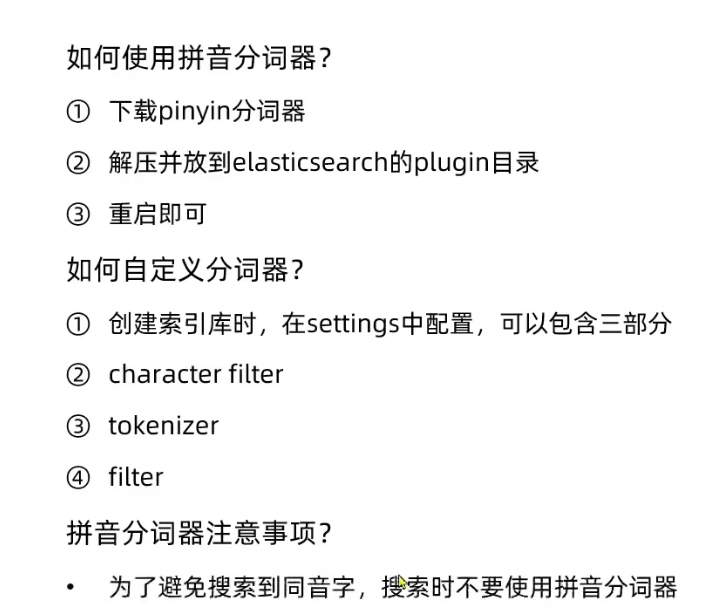 如何使用拼音分词器?
① 下载pinyin分词器
② 解压并放到elasticsearch的plugin目录
③ 重启即可
如何自定义分词器?
① 创建索引库时，在settings中配置，可以包含三部分
② character filter
③ tokenizer
④ filter
拼音分词器注意事项?
• 为了避免搜索到同音字，搜索时不要使用拼音分词器